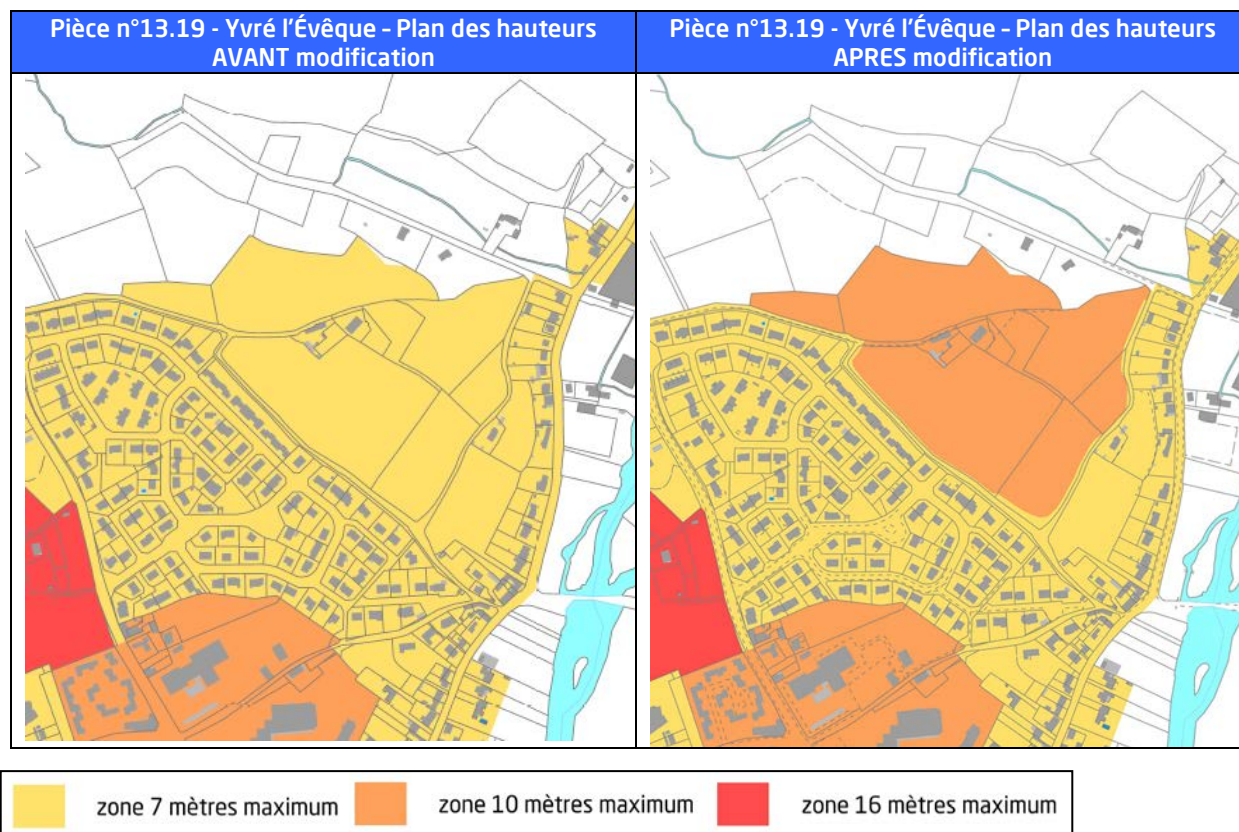 Pièce n°13.19 - Yvré l'Évêque - Plan des hauteurs
AVANT modification
Pièce n°13.19 - Yvré l'Évêque - Plan des hauteurs
APRES modification
zone 7 mètres maximum
zone 10 mètres maximum
zone 16 mètres maximum